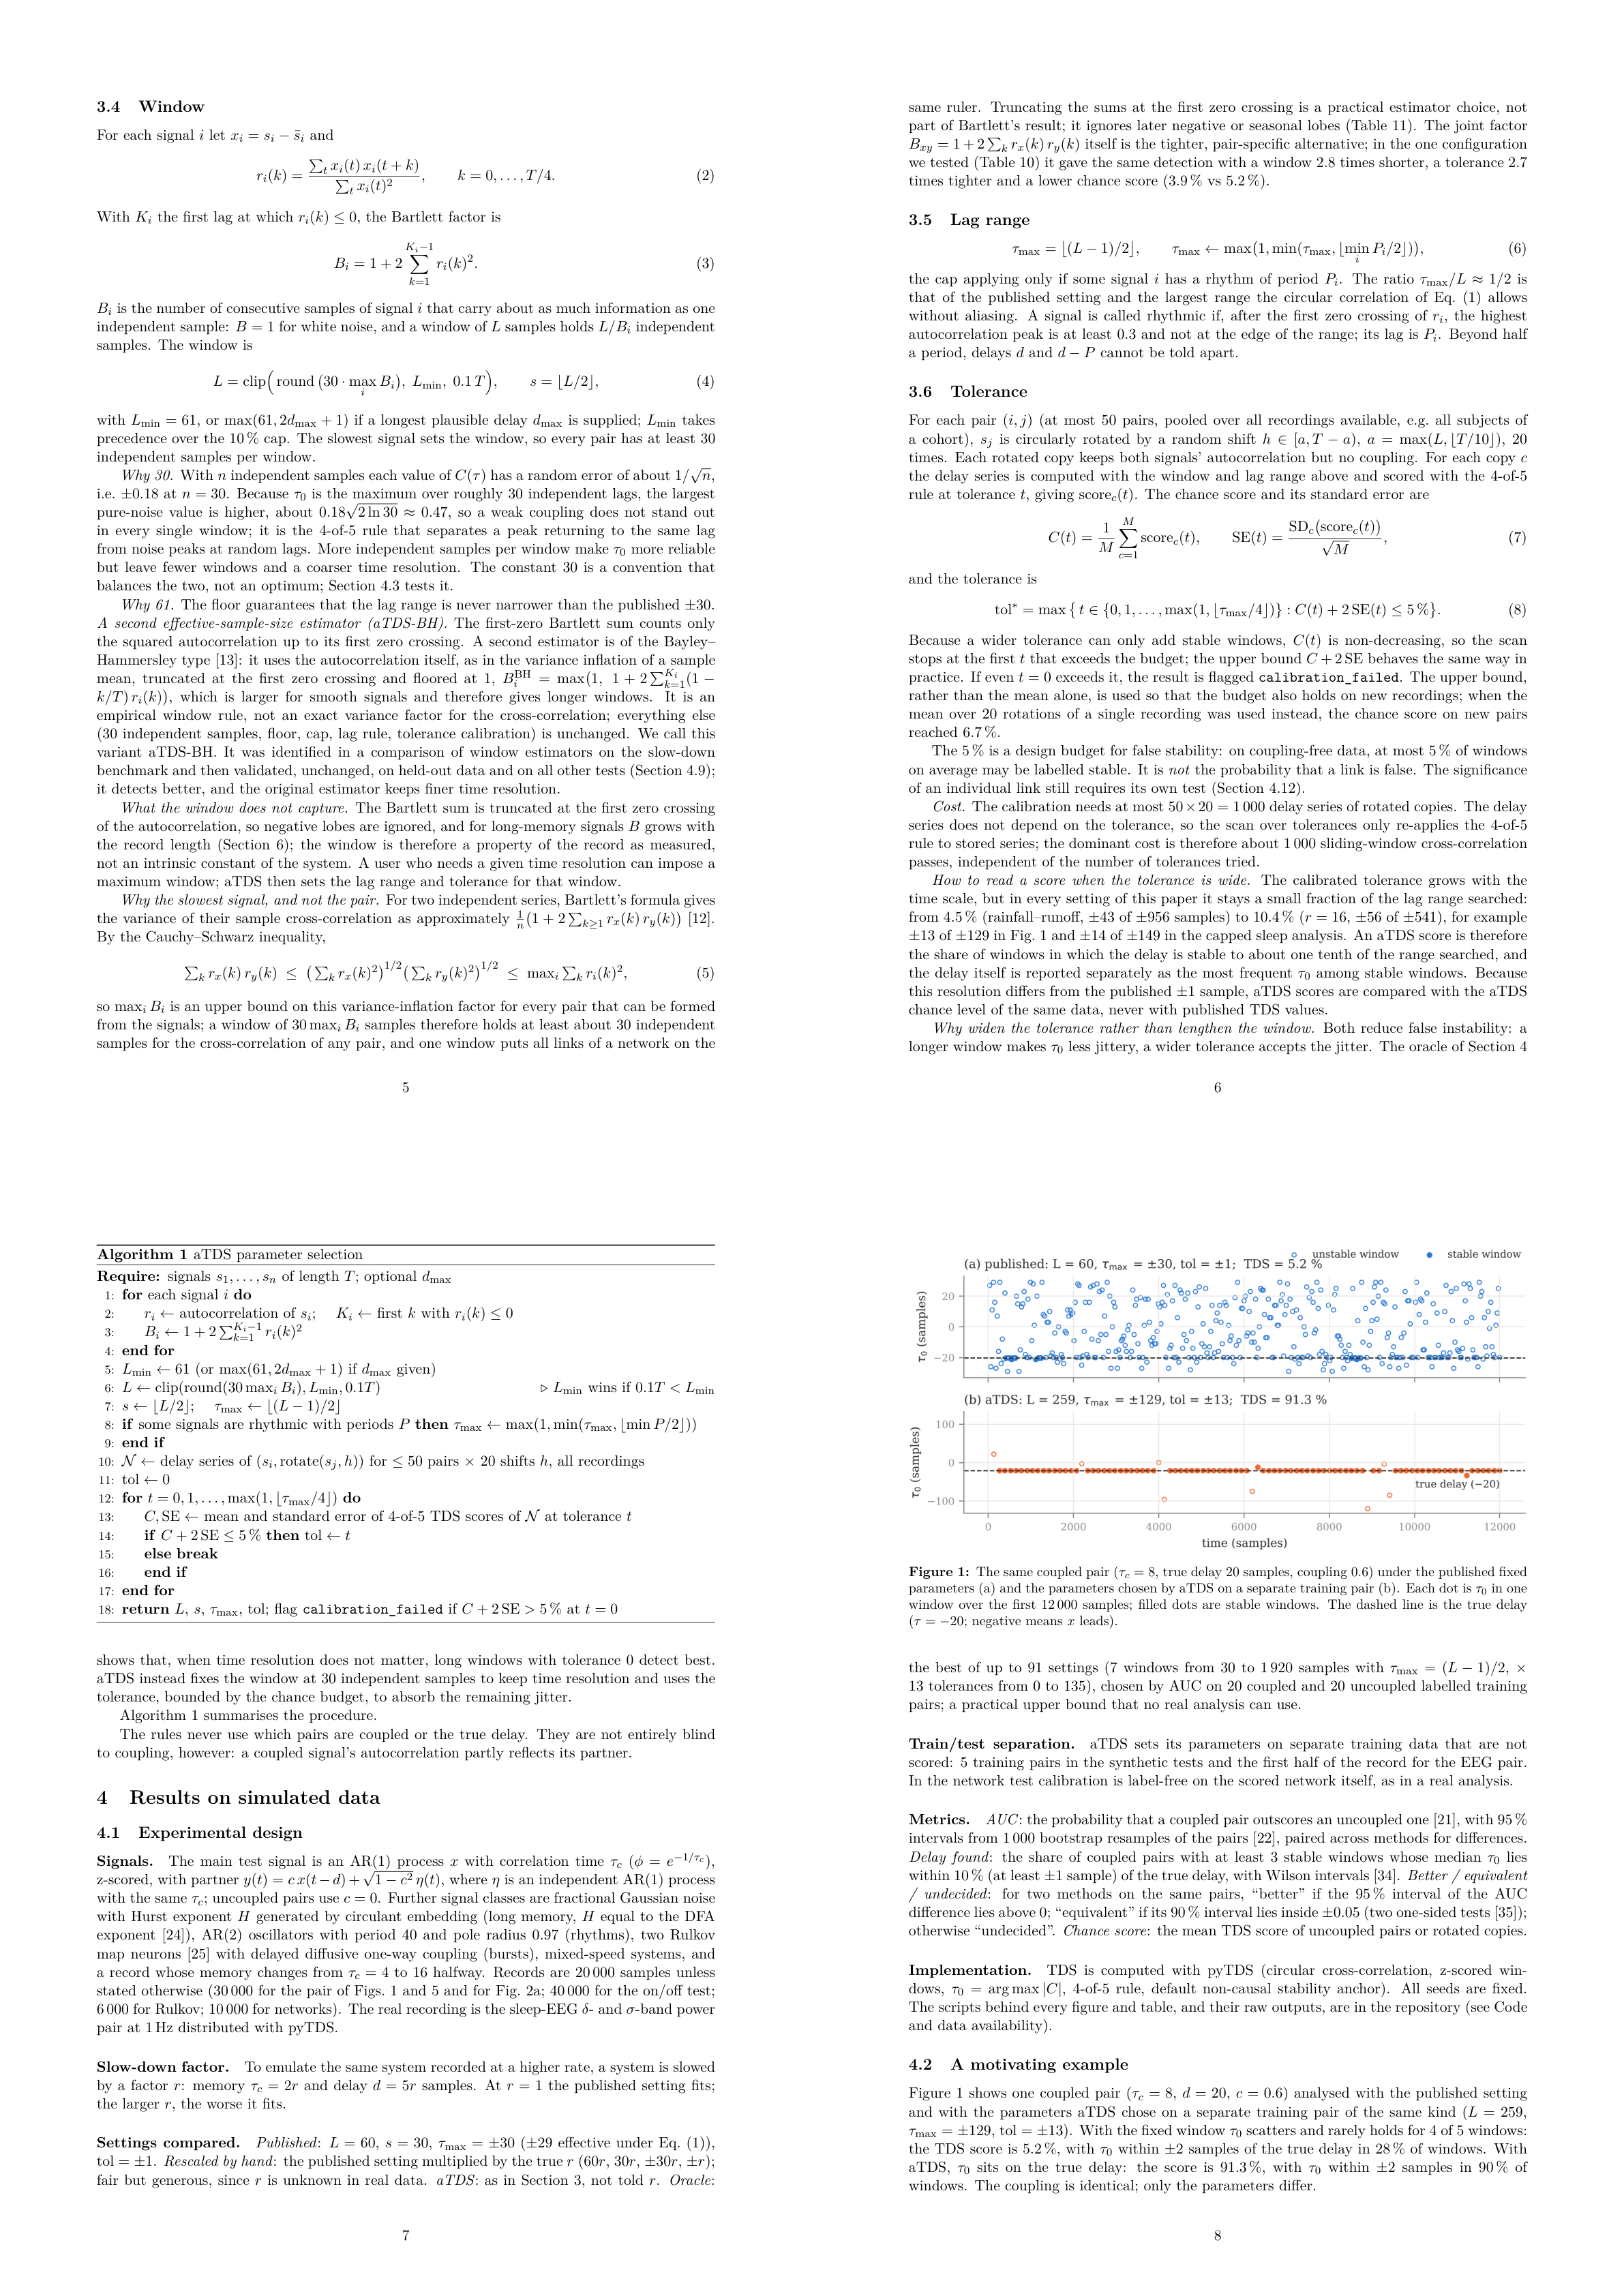 3.4 Window
For each signal i let x_i = s_i − s̄_i and
r_i(k) = ∑_t x_i(t) x_i(t + k) / ∑_t x_i(t)², k = 0, . . . , T/4. (2)
With K_i the first lag at which r_i(k) ≤ 0, the Bartlett factor is
B_i = 1 + 2 ∑_{k=1}^{K_i−1} r_i(k)². (3)
B_i is the number of consecutive samples of signal i that carry about as much information as one
independent sample: B = 1 for white noise, and a window of L samples holds L/B_i independent
samples. The window is
L = clip(round (30 · max_i B_i), L_min, 0.1 T), s = ⌊L/2⌋, (4)
with L_min = 61, or max(61, 2d_max + 1) if a longest plausible delay d_max is supplied; L_min takes
precedence over the 10 % cap. The slowest signal sets the window, so every pair has at least 30
independent samples per window.
Why 30. With n independent samples each value of C(τ) has a random error of about 1/√n,
i.e. ±0.18 at n = 30. Because τ₀ is the maximum over roughly 30 independent lags, the largest
pure-noise value is higher, about 0.18√(2 ln 30) ≈ 0.47, so a weak coupling does not stand out
in every single window; it is the 4-of-5 rule that separates a peak returning to the same lag
from noise peaks at random lags. More independent samples per window make τ₀ more reliable
but leave fewer windows and a coarser time resolution. The constant 30 is a convention that
balances the two, not an optimum; Section 4.3 tests it.
Why 61. The floor guarantees that the lag range is never narrower than the published ±30.
A second effective-sample-size estimator (aTDS-BH). The first-zero Bartlett sum counts only
the squared autocorrelation up to its first zero crossing. A second estimator is of the Bayley–
Hammersley type [13]: it uses the autocorrelation itself, as in the variance inflation of a sample
mean, truncated at the first zero crossing and floored at 1, B_i^BH = max(1, 1 + 2 ∑_{k=1}^{K_i}(1 −
k/T) r_i(k)), which is larger for smooth signals and therefore gives longer windows. It is an
empirical window rule, not an exact variance factor for the cross-correlation; everything else
(30 independent samples, floor, cap, lag rule, tolerance calibration) is unchanged. We call this
variant aTDS-BH. It was identified in a comparison of window estimators on the slow-down
benchmark and then validated, unchanged, on held-out data and on all other tests (Section 4.9);
it detects better, and the original estimator keeps finer time resolution.
What the window does not capture. The Bartlett sum is truncated at the first zero crossing
of the autocorrelation, so negative lobes are ignored, and for long-memory signals B grows with
the record length (Section 6); the window is therefore a property of the record as measured,
not an intrinsic constant of the system. A user who needs a given time resolution can impose a
maximum window; aTDS then sets the lag range and tolerance for that window.
Why the slowest signal, and not the pair. For two independent series, Bartlett's formula gives
the variance of their sample cross-correlation as approximately 1/n (1 + 2 ∑_{k≥1} r_x(k) r_y(k)) [12].
By the Cauchy–Schwarz inequality,
∑_k r_x(k) r_y(k) ≤ (∑_k r_x(k)²)^{1/2} (∑_k r_y(k)²)^{1/2} ≤ max_i ∑_k r_i(k)², (5)
so max_i B_i is an upper bound on this variance-inflation factor for every pair that can be formed
from the signals; a window of 30 max_i B_i samples therefore holds at least about 30 independent
samples for the cross-correlation of any pair, and one window puts all links of a network on the
5
same ruler. Truncating the sums at the first zero crossing is a practical estimator choice, not
part of Bartlett's result; it ignores later negative or seasonal lobes (Table 11). The joint factor
B_xy = 1 + 2 ∑_k r_x(k) r_y(k) itself is the tighter, pair-specific alternative; in the one configuration
we tested (Table 10) it gave the same detection with a window 2.8 times shorter, a tolerance 2.7
times tighter and a lower chance score (3.9 % vs 5.2 %).
3.5 Lag range
τ_max = ⌊(L − 1)/2⌋, τ_max ← max(1, min(τ_max, ⌊min_i P_i/2⌋)), (6)
the cap applying only if some signal i has a rhythm of period P_i. The ratio τ_max/L ≈ 1/2 is
that of the published setting and the largest range the circular correlation of Eq. (1) allows
without aliasing. A signal is called rhythmic if, after the first zero crossing of r_i, the highest
autocorrelation peak is at least 0.3 and not at the edge of the range; its lag is P_i. Beyond half
a period, delays d and d − P cannot be told apart.
3.6 Tolerance
For each pair (i, j) (at most 50 pairs, pooled over all recordings available, e.g. all subjects of
a cohort), s_j is circularly rotated by a random shift h ∈ [a, T − a), a = max(L, ⌊T/10⌋), 20
times. Each rotated copy keeps both signals' autocorrelation but no coupling. For each copy c
the delay series is computed with the window and lag range above and scored with the 4-of-5
rule at tolerance t, giving score_c(t). The chance score and its standard error are
C(t) = 1/M ∑_{c=1}^{M} score_c(t), SE(t) = SD_c(score_c(t)) / √M, (7)
and the tolerance is
tol* = max { t ∈ {0, 1, . . . , max(1, ⌊τ_max/4⌋)} : C(t) + 2 SE(t) ≤ 5 %}. (8)
Because a wider tolerance can only add stable windows, C(t) is non-decreasing, so the scan
stops at the first t that exceeds the budget; the upper bound C + 2 SE behaves the same way in
practice. If even t = 0 exceeds it, the result is flagged calibration_failed. The upper bound,
rather than the mean alone, is used so that the budget also holds on new recordings; when the
mean over 20 rotations of a single recording was used instead, the chance score on new pairs
reached 6.7 %.
The 5 % is a design budget for false stability: on coupling-free data, at most 5 % of windows
on average may be labelled stable. It is not the probability that a link is false. The significance
of an individual link still requires its own test (Section 4.12).
Cost. The calibration needs at most 50 × 20 = 1 000 delay series of rotated copies. The delay
series does not depend on the tolerance, so the scan over tolerances only re-applies the 4-of-5
rule to stored series; the dominant cost is therefore about 1 000 sliding-window cross-correlation
passes, independent of the number of tolerances tried.
How to read a score when the tolerance is wide. The calibrated tolerance grows with the
time scale, but in every setting of this paper it stays a small fraction of the lag range searched:
from 4.5 % (rainfall–runoff, ±43 of ±956 samples) to 10.4 % (r = 16, ±56 of ±541), for example
±13 of ±129 in Fig. 1 and ±14 of ±149 in the capped sleep analysis. An aTDS score is therefore
the share of windows in which the delay is stable to about one tenth of the range searched, and
the delay itself is reported separately as the most frequent τ₀ among stable windows. Because
this resolution differs from the published ±1 sample, aTDS scores are compared with the aTDS
chance level of the same data, never with published TDS values.
Why widen the tolerance rather than lengthen the window. Both reduce false instability: a
longer window makes τ₀ less jittery, a wider tolerance accepts the jitter. The oracle of Section 4
6
Algorithm 1 aTDS parameter selection
Require: signals s₁, . . . , s_n of length T; optional d_max
1: for each signal i do
2: r_i ← autocorrelation of s_i; K_i ← first k with r_i(k) ≤ 0
3: B_i ← 1 + 2 ∑_{k=1}^{K_i−1} r_i(k)²
4: end for
5: L_min ← 61 (or max(61, 2d_max + 1) if d_max given)
6: L ← clip(round(30 max_i B_i), L_min, 0.1T) ▷ L_min wins if 0.1T < L_min
7: s ← ⌊L/2⌋; τ_max ← ⌊(L − 1)/2⌋
8: if some signals are rhythmic with periods P then τ_max ← max(1, min(τ_max, ⌊min P/2⌋))
9: end if
10: 𝒩 ← delay series of (s_i, rotate(s_j, h)) for ≤ 50 pairs × 20 shifts h, all recordings
11: tol ← 0
12: for t = 0, 1, . . . , max(1, ⌊τ_max/4⌋) do
13: C, SE ← mean and standard error of 4-of-5 TDS scores of 𝒩 at tolerance t
14: if C + 2 SE ≤ 5 % then tol ← t
15: else break
16: end if
17: end for
18: return L, s, τ_max, tol; flag calibration_failed if C + 2 SE > 5 % at t = 0
shows that, when time resolution does not matter, long windows with tolerance 0 detect best.
aTDS instead fixes the window at 30 independent samples to keep time resolution and uses the
tolerance, bounded by the chance budget, to absorb the remaining jitter.
Algorithm 1 summarises the procedure.
The rules never use which pairs are coupled or the true delay. They are not entirely blind
to coupling, however: a coupled signal's autocorrelation partly reflects its partner.
4 Results on simulated data
4.1 Experimental design
Signals. The main test signal is an AR(1) process x with correlation time τ_c (ϕ = e^{−1/τ_c}),
z-scored, with partner y(t) = c x(t − d) + √(1 − c²) η(t), where η is an independent AR(1) process
with the same τ_c; uncoupled pairs use c = 0. Further signal classes are fractional Gaussian noise
with Hurst exponent H generated by circulant embedding (long memory, H equal to the DFA
exponent [24]), AR(2) oscillators with period 40 and pole radius 0.97 (rhythms), two Rulkov
map neurons [25] with delayed diffusive one-way coupling (bursts), mixed-speed systems, and
a record whose memory changes from τ_c = 4 to 16 halfway. Records are 20 000 samples unless
stated otherwise (30 000 for the pair of Figs. 1 and 5 and for Fig. 2a; 40 000 for the on/off test;
6 000 for Rulkov; 10 000 for networks). The real recording is the sleep-EEG δ- and σ-band power
pair at 1 Hz distributed with pyTDS.
Slow-down factor. To emulate the same system recorded at a higher rate, a system is slowed
by a factor r: memory τ_c = 2r and delay d = 5r samples. At r = 1 the published setting fits;
the larger r, the worse it fits.
Settings compared. Published: L = 60, s = 30, τ_max = ±30 (±29 effective under Eq. (1)),
tol = ±1. Rescaled by hand: the published setting multiplied by the true r (60r, 30r, ±30r, ±r);
fair but generous, since r is unknown in real data. aTDS: as in Section 3, not told r. Oracle:
7
unstable window stable window
(a) published: L = 60, τ_max = ±30, tol = ±1; TDS = 5.2 %
20
0
−20
τ₀ (samples)
(b) aTDS: L = 259, τ_max = ±129, tol = ±13; TDS = 91.3 %
100
0
−100
τ₀ (samples)
true delay (−20)
0 2000 4000 6000 8000 10000 12000
time (samples)
Figure 1: The same coupled pair (τ_c = 8, true delay 20 samples, coupling 0.6) under the published fixed
parameters (a) and the parameters chosen by aTDS on a separate training pair (b). Each dot is τ₀ in one
window over the first 12 000 samples; filled dots are stable windows. The dashed line is the true delay
(τ = −20; negative means x leads).
the best of up to 91 settings (7 windows from 30 to 1 920 samples with τ_max = (L − 1)/2, ×
13 tolerances from 0 to 135), chosen by AUC on 20 coupled and 20 uncoupled labelled training
pairs; a practical upper bound that no real analysis can use.
Train/test separation. aTDS sets its parameters on separate training data that are not
scored: 5 training pairs in the synthetic tests and the first half of the record for the EEG pair.
In the network test calibration is label-free on the scored network itself, as in a real analysis.
Metrics. AUC: the probability that a coupled pair outscores an uncoupled one [21], with 95 %
intervals from 1 000 bootstrap resamples of the pairs [22], paired across methods for differences.
Delay found: the share of coupled pairs with at least 3 stable windows whose median τ₀ lies
within 10 % (at least ±1 sample) of the true delay, with Wilson intervals [34]. Better / equivalent
/ undecided: for two methods on the same pairs, “better” if the 95 % interval of the AUC
difference lies above 0; “equivalent” if its 90 % interval lies inside ±0.05 (two one-sided tests [35]);
otherwise “undecided”. Chance score: the mean TDS score of uncoupled pairs or rotated copies.
Implementation. TDS is computed with pyTDS (circular cross-correlation, z-scored win-
dows, τ₀ = arg max |C|, 4-of-5 rule, default non-causal stability anchor). All seeds are fixed.
The scripts behind every figure and table, and their raw outputs, are in the repository (see Code
and data availability).
4.2 A motivating example
Figure 1 shows one coupled pair (τ_c = 8, d = 20, c = 0.6) analysed with the published setting
and with the parameters aTDS chose on a separate training pair of the same kind (L = 259,
τ_max = ±129, tol = ±13). With the fixed window τ₀ scatters and rarely holds for 4 of 5 windows:
the TDS score is 5.2 %, with τ₀ within ±2 samples of the true delay in 28 % of windows. With
aTDS, τ₀ sits on the true delay: the score is 91.3 %, with τ₀ within ±2 samples in 90 % of
windows. The coupling is identical; only the parameters differ.
8